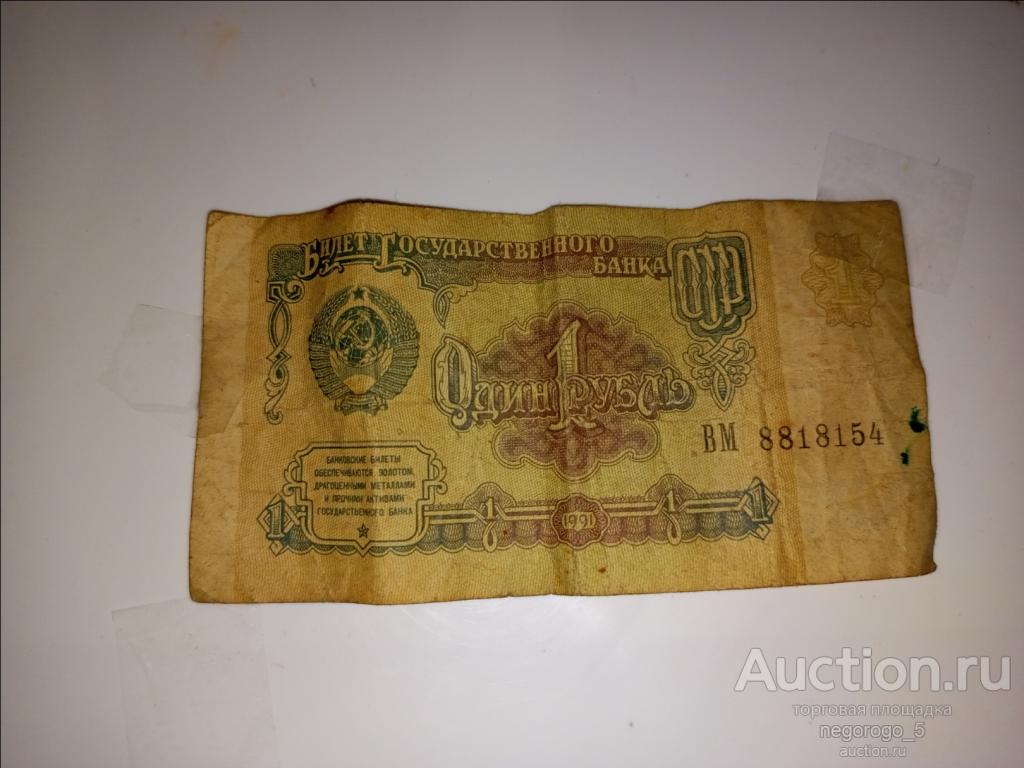 БИЛЕТ ГОСУДАРСТВЕННОГО
БАНКА
СССР
1
1
ОДИН РУБЛЬ
ВМ 8818154
БАНКОВСКИЕ БИЛЕТЫ
ОБЕСПЕЧИВАЮТСЯ ЗОЛОТОМ,
ДРАГОЦЕННЫМИ МЕТАЛЛАМИ
И ПРОЧИМИ АКТИВАМИ
ГОСУДАРСТВЕННОГО БАНКА
1 1 1991 1 1
Auction.ru
торговая площадка
negorogo_5
auction.ru